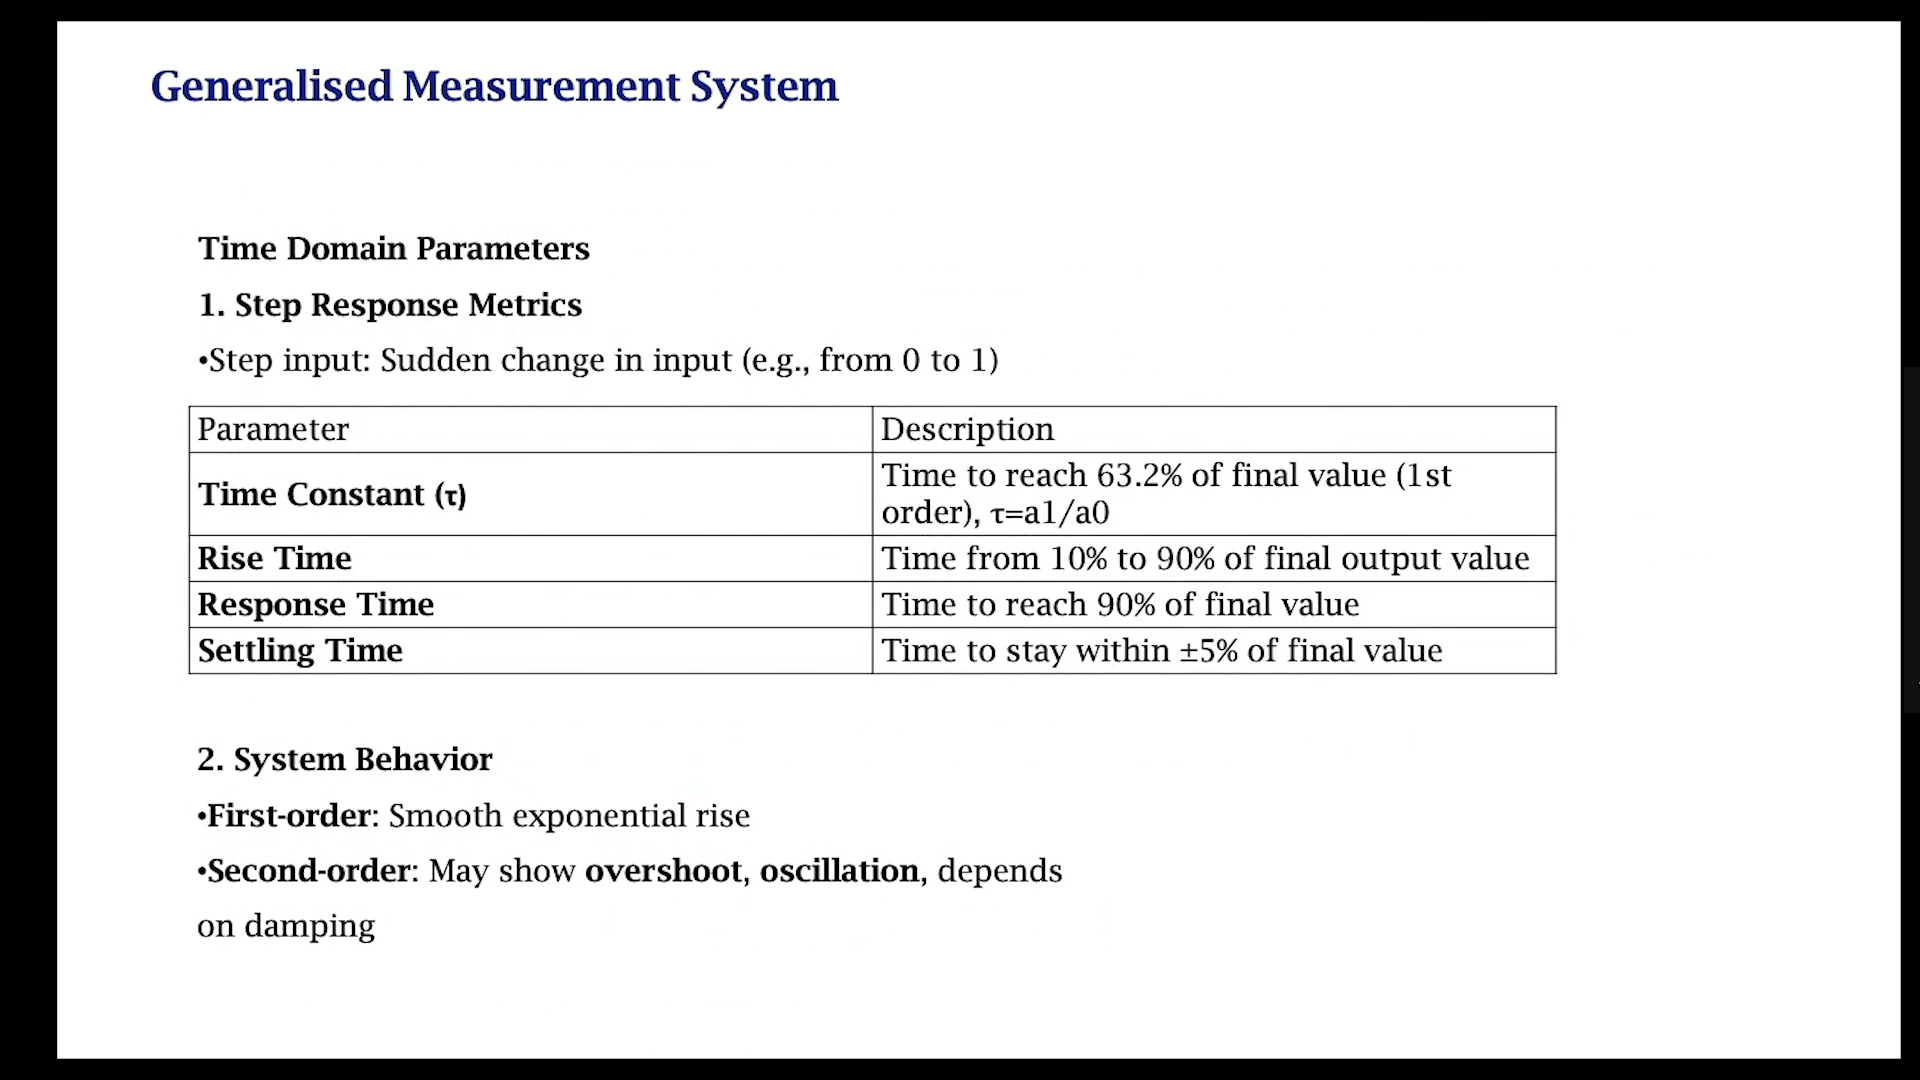 Generalised Measurement System
Time Domain Parameters
1. Step Response Metrics
•Step input: Sudden change in input (e.g., from 0 to 1)
Parameter
Description
Time Constant (τ)
Time to reach 63.2% of final value (1st
order), τ=a1/a0
Rise Time
Time from 10% to 90% of final output value
Response Time
Time to reach 90% of final value
Settling Time
Time to stay within ±5% of final value
2. System Behavior
•First-order: Smooth exponential rise
•Second-order: May show overshoot, oscillation, depends
on damping